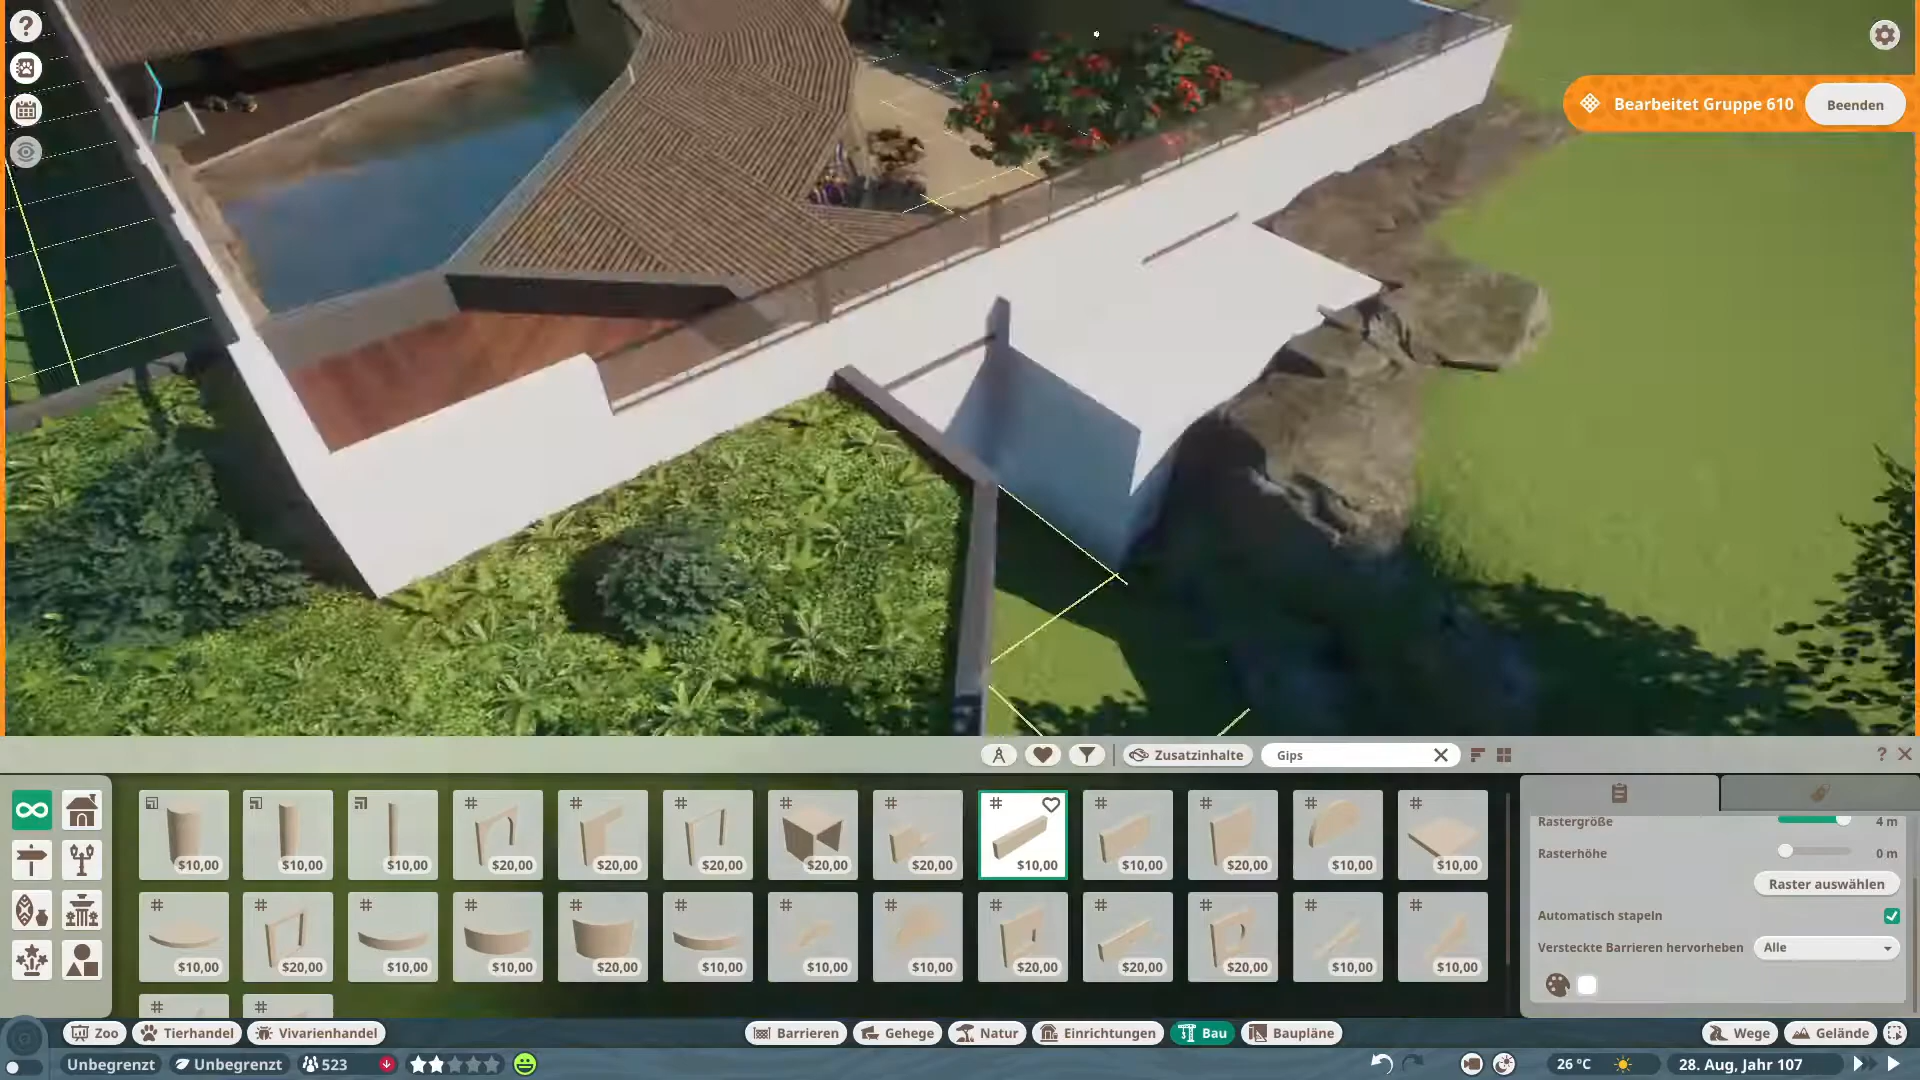 Bearbeitet Gruppe 610
Beenden
Zusatzinhalte
Gips
$10,00
$10,00
$10,00
$20,00
$20,00
$20,00
$20,00
$20,00
$10,00
$10,00
$20,00
$10,00
$10,00
$10,00
$20,00
$10,00
$10,00
$20,00
$10,00
$10,00
$10,00
$20,00
$20,00
$20,00
$10,00
$10,00
Rastergröße
4 m
Rasterhöhe
0 m
Raster auswählen
Automatisch stapeln
Versteckte Barrieren hervorheben
Alle
Zoo
Tierhandel
Vivarienhandel
Barrieren
Gehege
Natur
Einrichtungen
Bau
Baupläne
Wege
Gelände
Unbegrenzt
Unbegrenzt
523
26 °C
28. Aug, Jahr 107